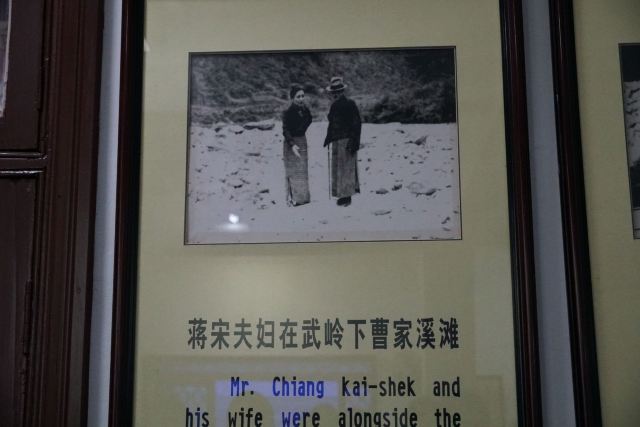 蒋宋夫妇在武岭下曹家溪滩
Mr. Chiang kai-shek and
his wife were alongside the